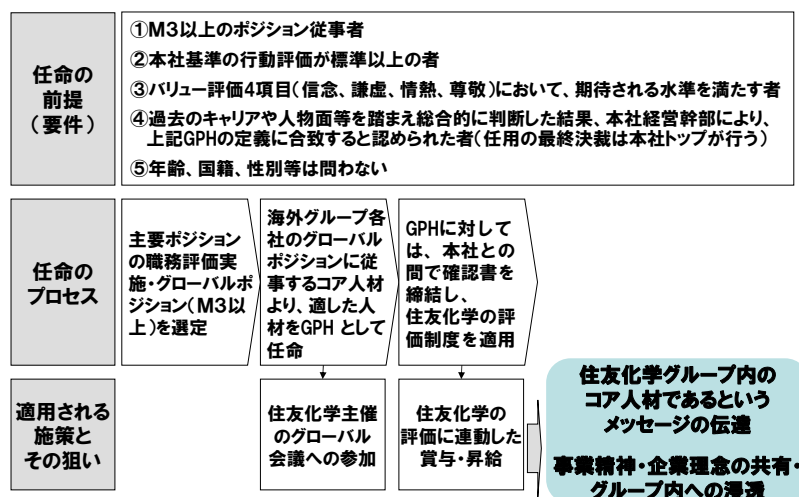 任命の
前提
(要件)
①M3以上のポジション従事者
②本社基準の行動評価が標準以上の者
③バリュー評価4項目(信念、謙虚、情熱、尊敬)において、期待される水準を満たす者
④過去のキャリアや人物面等を踏まえ総合的に判断した結果、本社経営幹部により、
上記GPHの定義に合致すると認められた者(任用の最終決裁は本社トップが行う)
⑤年齢、国籍、性別等は問わない
任命の
プロセス
主要ポジション
の職務評価実
施・グローバルポ
ジション(M3以
上)を選定
海外グループ各
社のグローバル
ポジションに従
事するコア人材
より、適した人
材をGPH として
任命
GPHに対して
は、本社との
間で確認書を
締結し、
住友化学の評
価制度を適用
適用される
施策と
その狙い
住友化学主催
のグローバル
会議への参加
住友化学の
評価に連動した
賞与・昇給
住友化学グループ内の
コア人材であるという
メッセージの伝達
事業精神・企業理念の共有・
グループ内への浸透